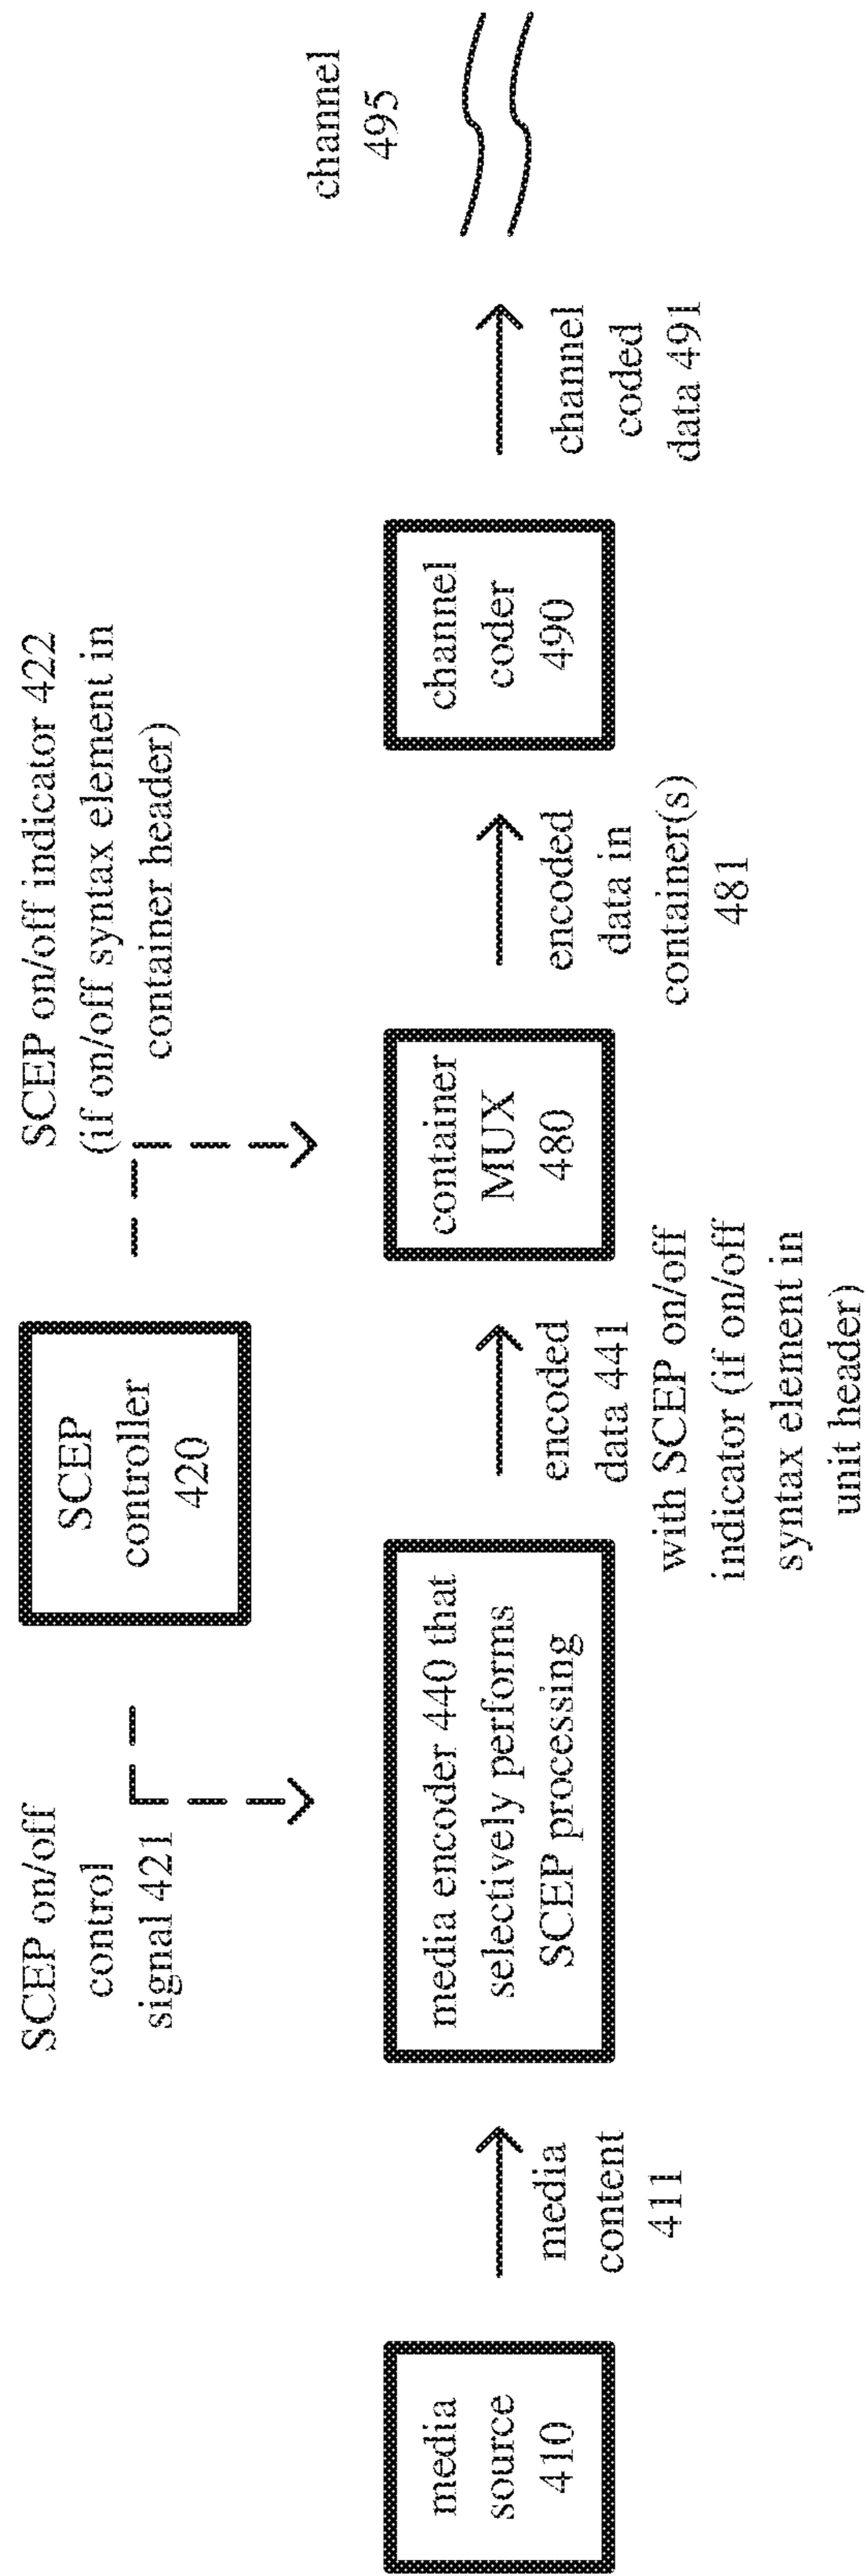 SCEP on/off
control
signal 421
SCEP
controller
420
SCEP on/off indicator 422
(if on/off syntax element in
container header)
media
source
410
media
content
411
media encoder 440 that
selectively performs
SCEP processing
encoded
data 441
with SCEP on/off
indicator (if on/off
syntax element in
unit header)
container
MUX
480
encoded
data in
container(s)
481
channel
coder
490
channel
coded
data 491
channel
495